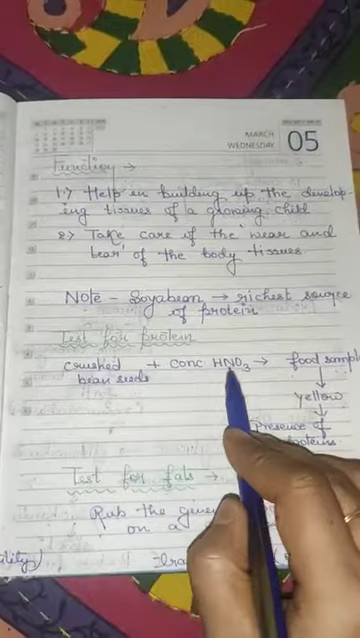 MARCH
WEDNESDAY 05
Function →
1.) Help in building up the develop-
ing tissues of a growing child
2.) Take care of the wear and
tear of the body tissues
Note - Soyabean → richest source
of protein
Test for protein
crushed + conc HNO3 → food sampl
bean seeds
↓
yellow
↓
Presence of
Test for fats →
Rub the
on a